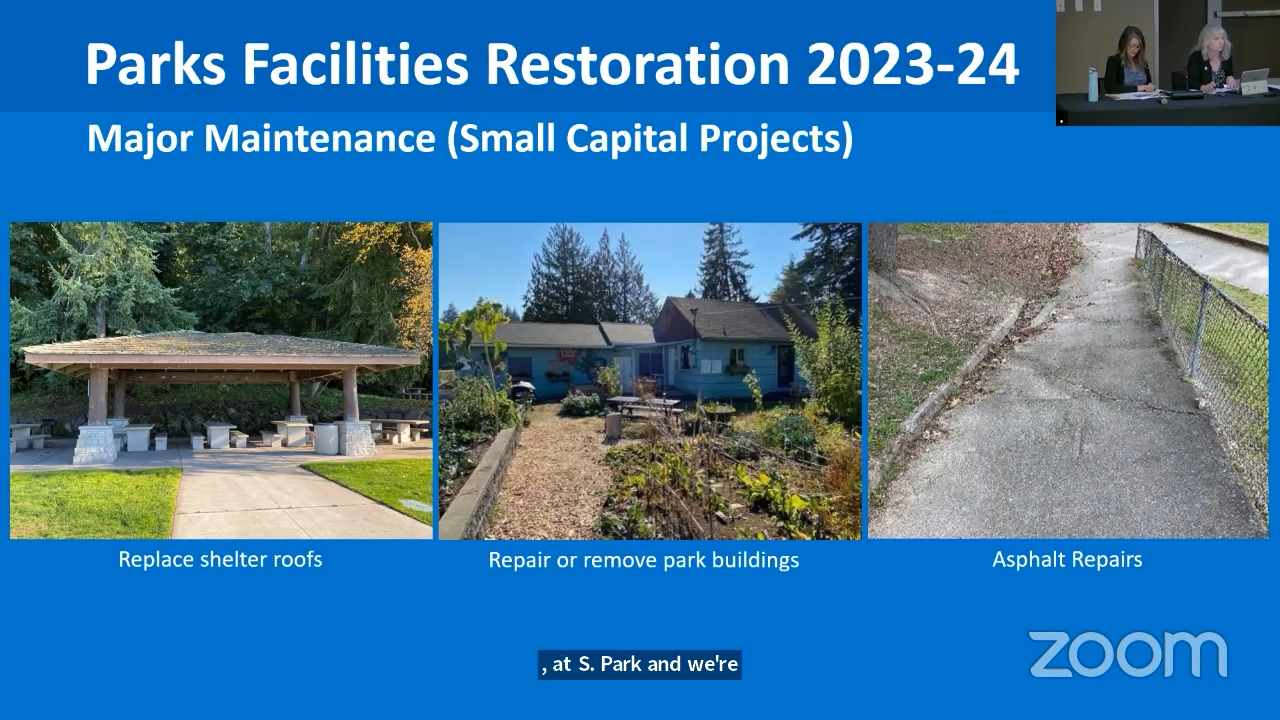 Parks Facilities Restoration 2023-24
Major Maintenance (Small Capital Projects)
Replace shelter roofs
Repair or remove park buildings
Asphalt Repairs
, at S. Park and we're
zoom